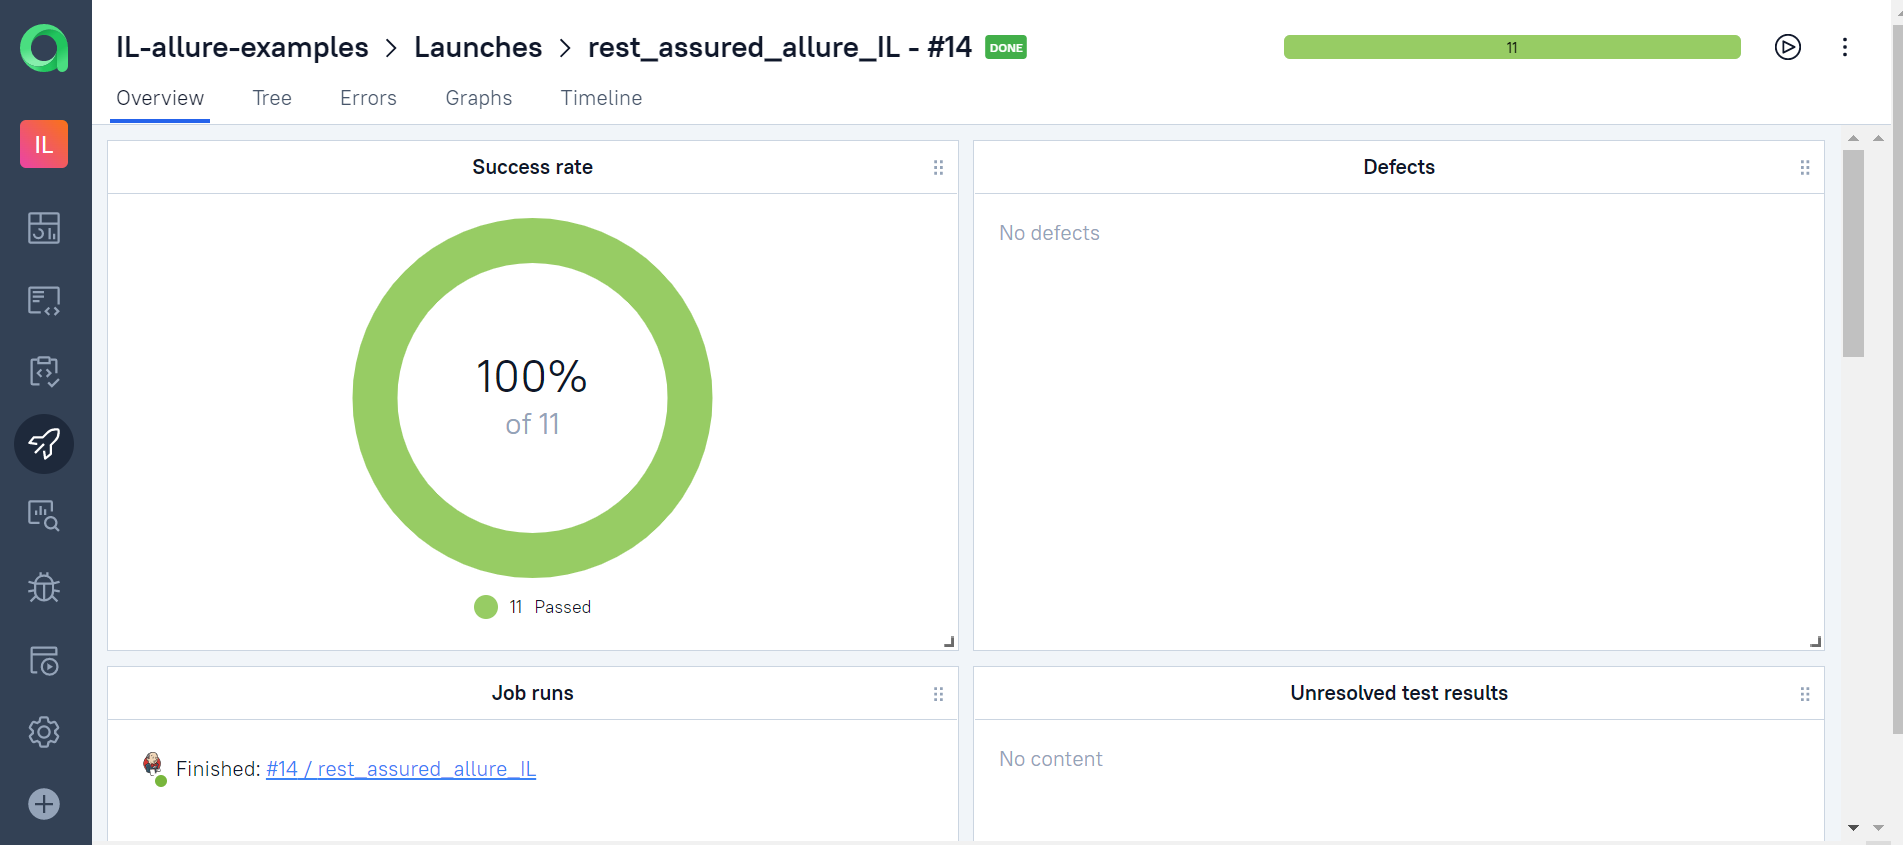 IL-allure-examples > Launches > rest_assured_allure_IL - #14 DONE
11
Overview Tree Errors Graphs Timeline
IL
Success rate
100%
of 11
11 Passed
Defects
No defects
Job runs
Finished: #14 / rest_assured_allure_IL
Unresolved test results
No content